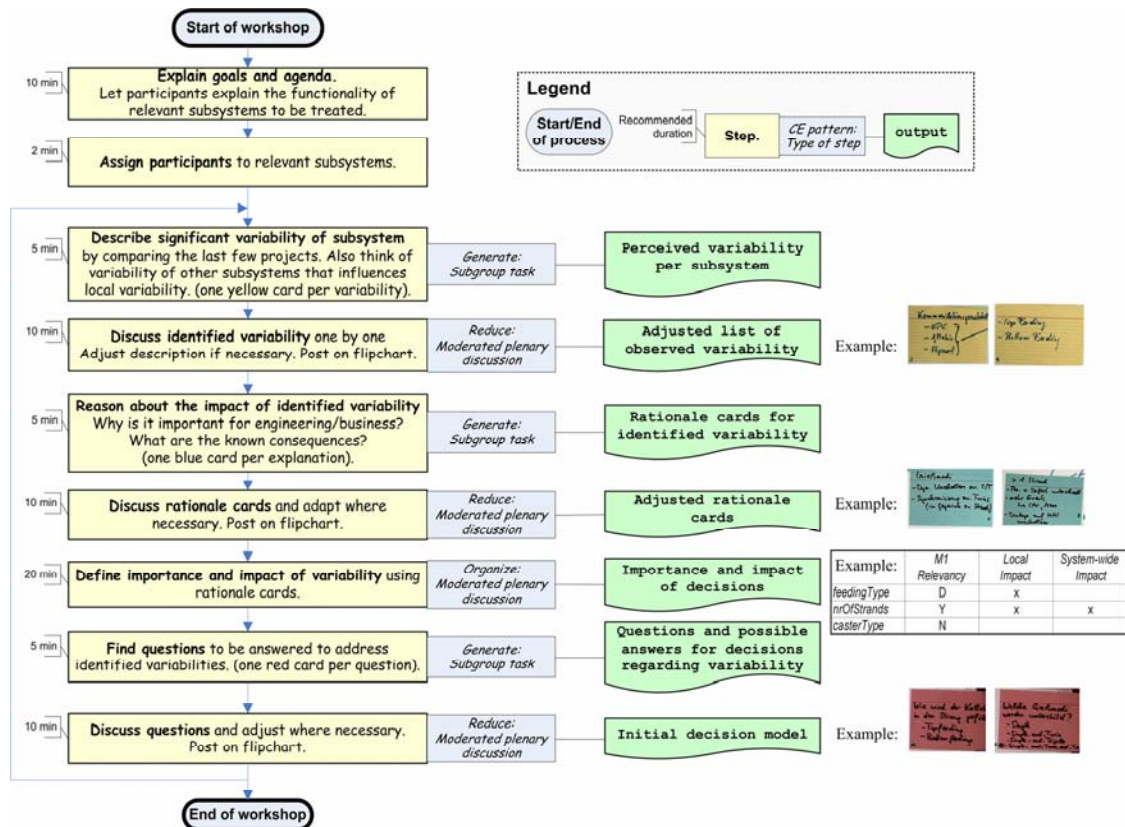 Start of workshop
10 min
Explain goals and agenda.
Let participants explain the functionality of
relevant subsystems to be treated.
2 min
Assign participants to relevant subsystems.
Legend
Start/End
of process
Recommended
duration
Step.
CE pattern:
Type of step
output
5 min
Describe significant variability of subsystem
by comparing the last few projects. Also think of
variability of other subsystems that influences
local variability. (one yellow card per variability).
Generate:
Subgroup task
Perceived variability
per subsystem
10 min
Discuss identified variability one by one
Adjust description if necessary. Post on flipchart.
Reduce:
Moderated plenary
discussion
Adjusted list of
observed variability
Example:
- Top Feeding
- Bottom Feeding
5 min
Reason about the impact of identified variability
Why is it important for engineering/business?
What are the known consequences?
(one blue card per explanation).
Generate:
Subgroup task
Rationale cards for
identified variability
10 min
Discuss rationale cards and adapt where
necessary. Post on flipchart.
Reduce:
Moderated plenary
discussion
Adjusted rationale
cards
Example:
> 1 Strand
20 min
Define importance and impact of variability using
rationale cards.
Organize:
Moderated plenary
discussion
Importance and impact
of decisions
Example: M1 Relevancy Local Impact System-wide Impact
feedingType D x
nrOfStrands Y x x
casterType N
5 min
Find questions to be answered to address
identified variabilities. (one red card per question).
Generate:
Subgroup task
Questions and possible
answers for decisions
regarding variability
10 min
Discuss questions and adjust where necessary.
Post on flipchart.
Reduce:
Moderated plenary
discussion
Initial decision model
Example:
End of workshop